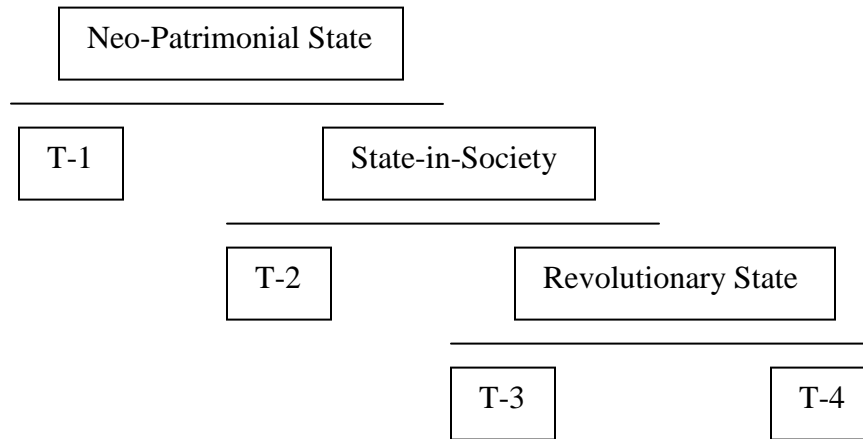 Neo-Patrimonial State
T-1
State-in-Society
T-2
Revolutionary State
T-3
T-4